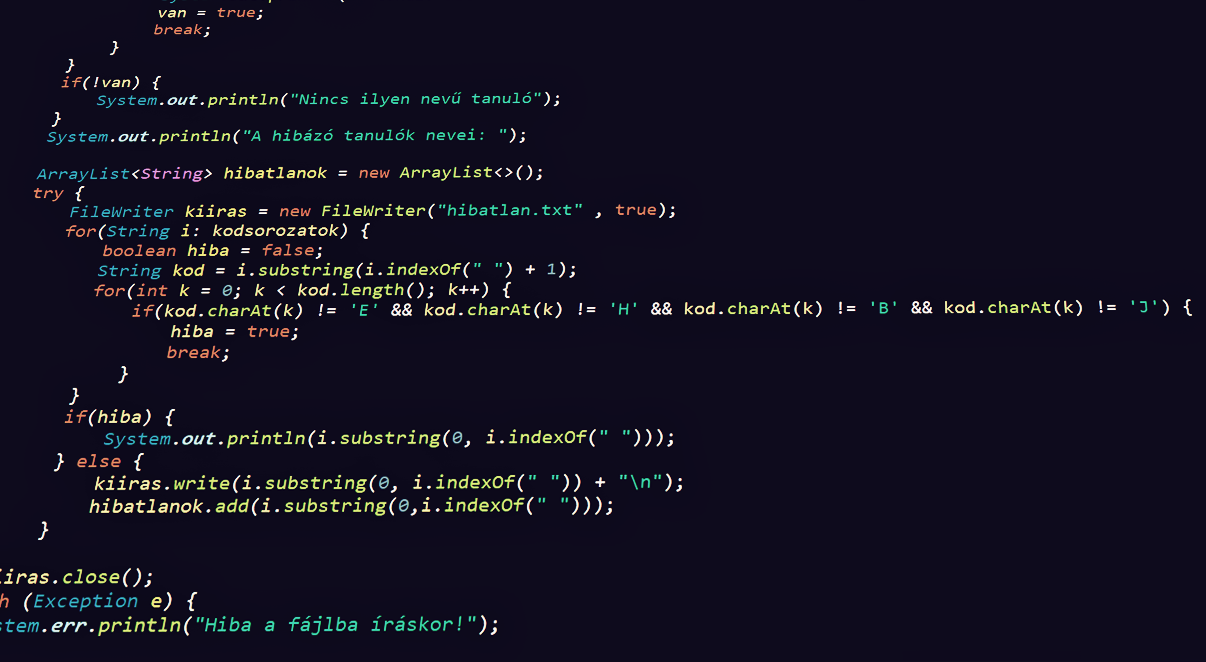 van = true;
break;
}
}
if(!van) {
System.out.println("Nincs ilyen nevű tanuló");
}
System.out.println("A hibázó tanulók nevei: ");
ArrayList<String> hibatlanok = new ArrayList<>();
try {
FileWriter kiiras = new FileWriter("hibatlan.txt" , true);
for(String i: kodsorozatok) {
boolean hiba = false;
String kod = i.substring(i.indexOf(" ") + 1);
for(int k = 0; k < kod.length(); k++) {
if(kod.charAt(k) != 'E' && kod.charAt(k) != 'H' && kod.charAt(k) != 'B' && kod.charAt(k) != 'J') {
hiba = true;
break;
}
}
if(hiba) {
System.out.println(i.substring(0, i.indexOf(" ")));
} else {
kiiras.write(i.substring(0, i.indexOf(" ")) + "\n");
hibatlanok.add(i.substring(0,i.indexOf(" ")));
}
iras.close();
h (Exception e) {
stem.err.println("Hiba a fájlba íráskor!");